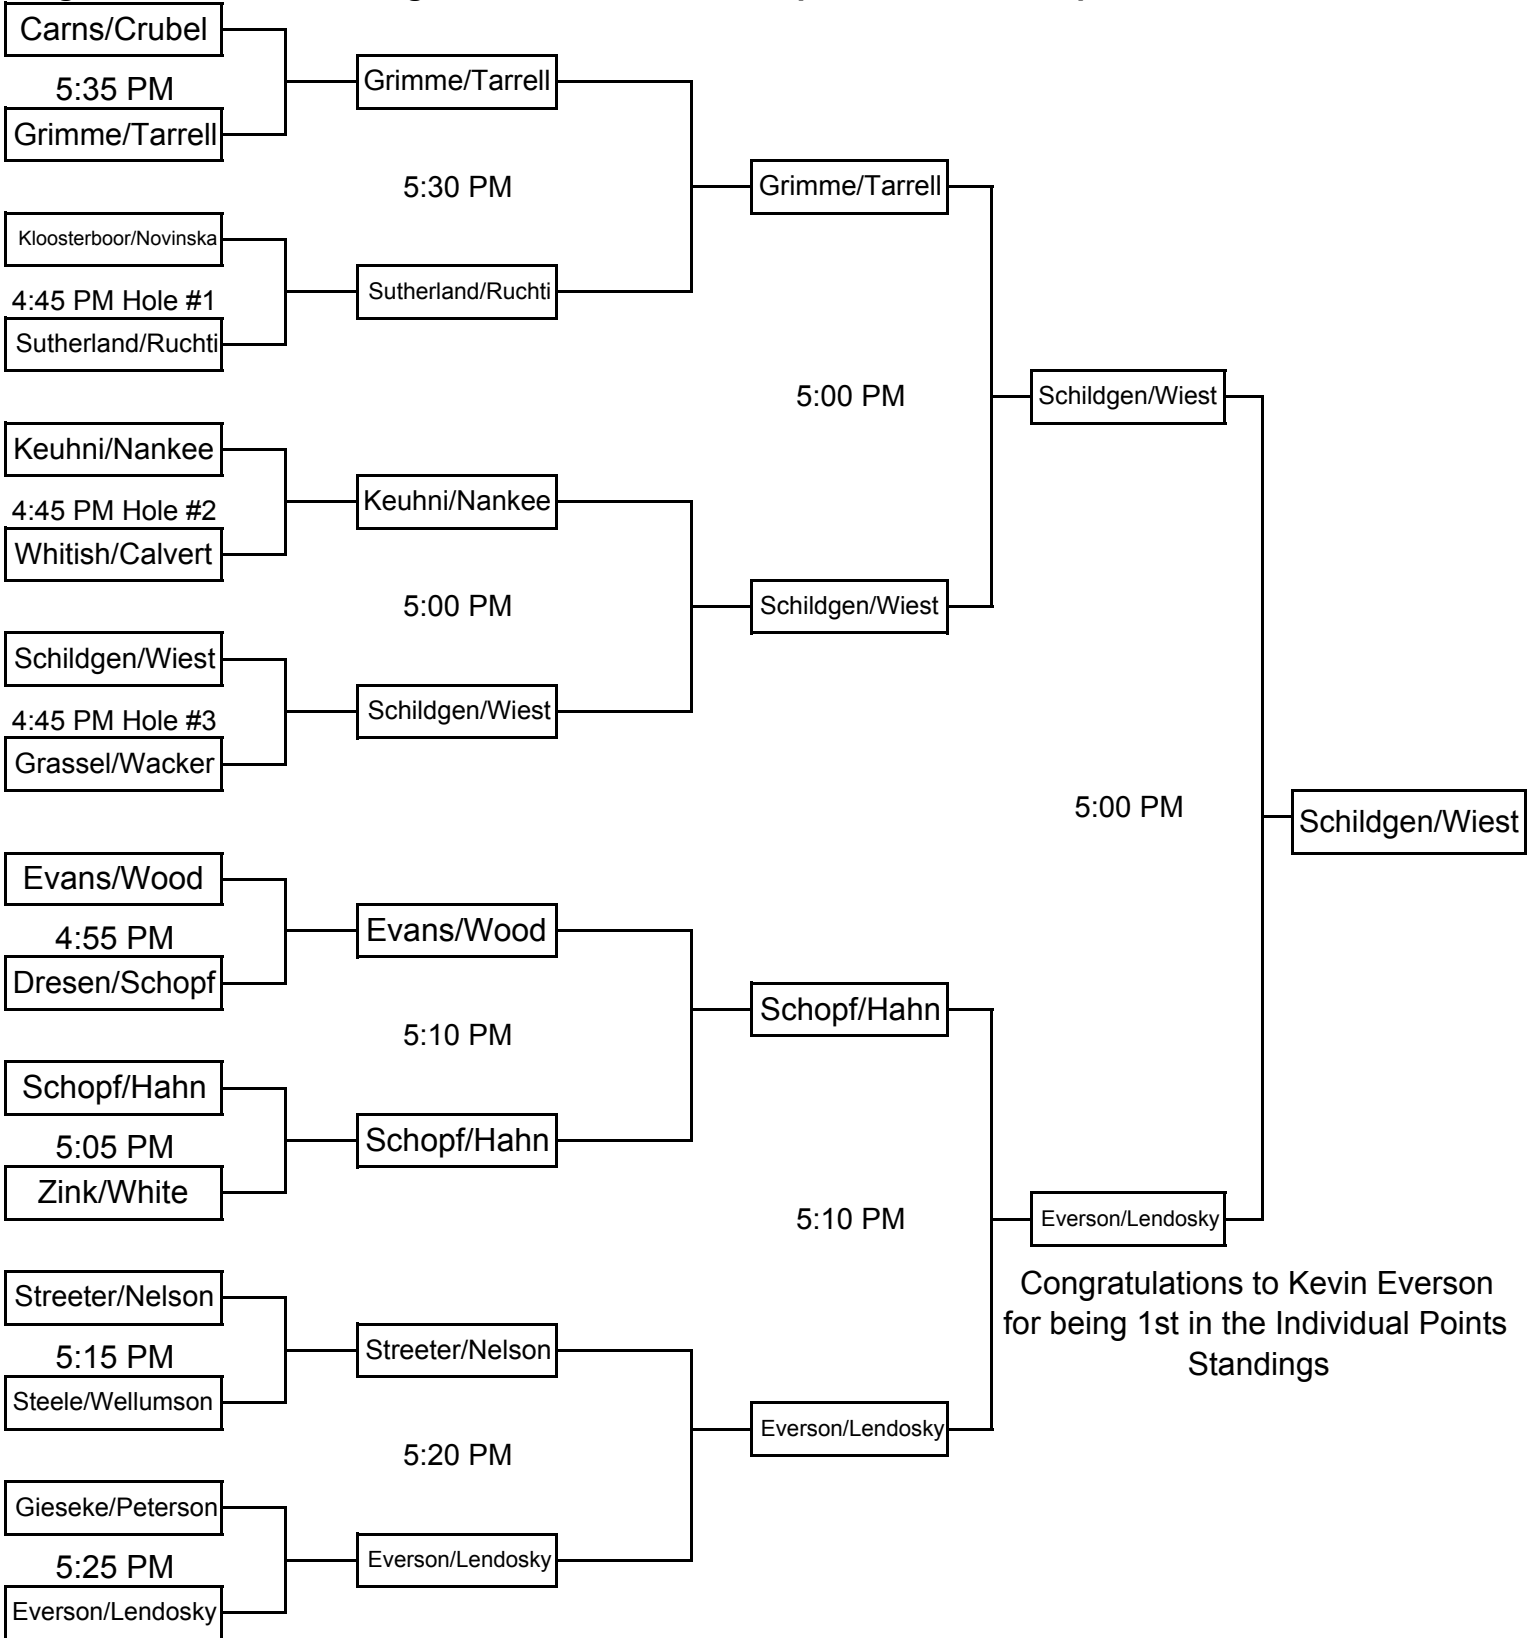 Carns/Crubel
5:35 PM
Grimme/Tarrell
Kloosterboor/Novinska
4:45 PM Hole #1
Sutherland/Ruchti
Keuhni/Nankee
4:45 PM Hole #2
Whitish/Calvert
Schildgen/Wiest
4:45 PM Hole #3
Grassel/Wacker
Evans/Wood
4:55 PM
Dresen/Schopf
Schopf/Hahn
5:05 PM
Zink/White
Streeter/Nelson
5:15 PM
Steele/Wellumson
Gieseke/Peterson
5:25 PM
Everson/Lendosky
Grimme/Tarrell
5:30 PM
Sutherland/Ruchti
Keuhni/Nankee
5:00 PM
Schildgen/Wiest
Evans/Wood
5:10 PM
Schopf/Hahn
Streeter/Nelson
5:20 PM
Everson/Lendosky
Grimme/Tarrell
5:00 PM
Schildgen/Wiest
Schopf/Hahn
5:10 PM
Everson/Lendosky
Schildgen/Wiest
5:00 PM
Everson/Lendosky
Schildgen/Wiest
Congratulations to Kevin Everson
for being 1st in the Individual Points
Standings